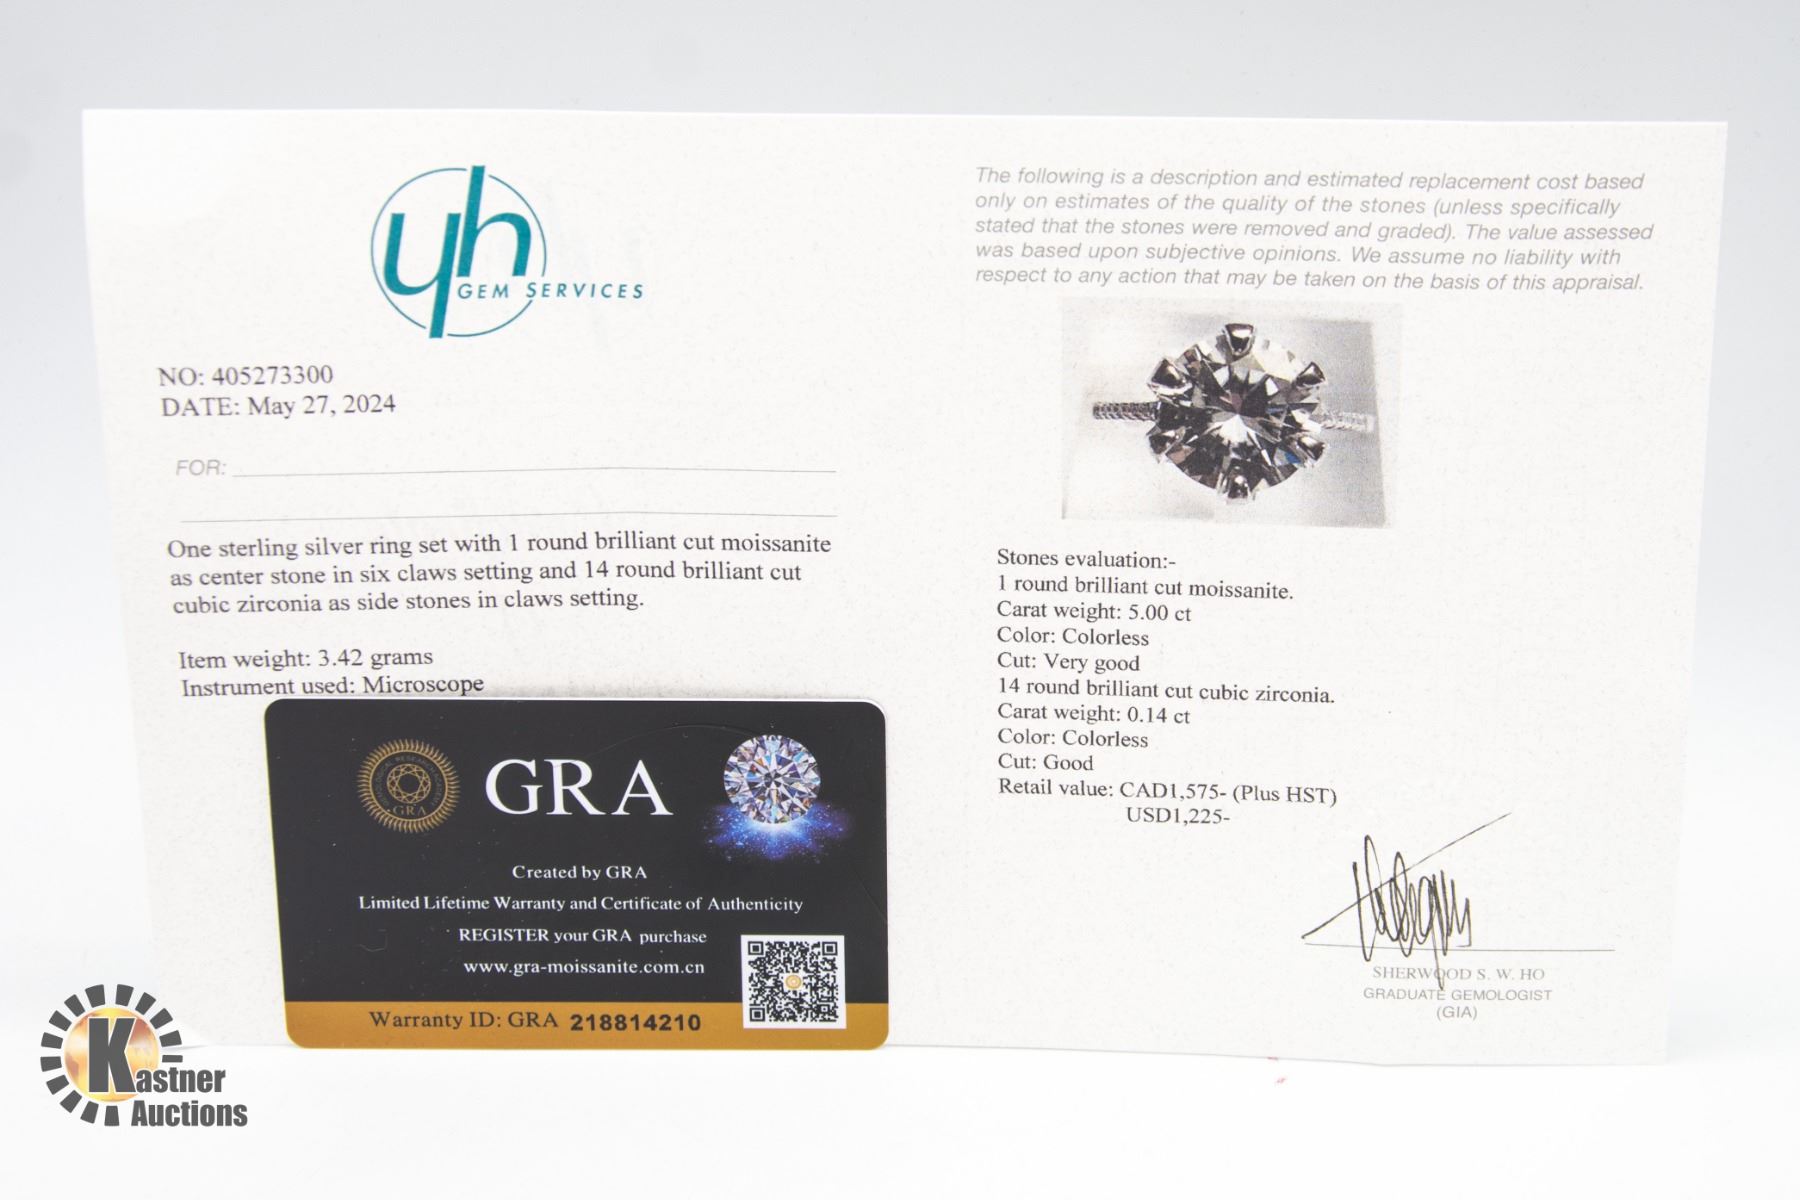 yh
GEM SERVICES
NO: 405273300
DATE: May 27, 2024
FOR:
One sterling silver ring set with 1 round brilliant cut moissanite
as center stone in six claws setting and 14 round brilliant cut
cubic zirconia as side stones in claws setting.
Item weight: 3.42 grams
Instrument used: Microscope
The following is a description and estimated replacement cost based
only on estimates of the quality of the stones (unless specifically
stated that the stones were removed and graded). The value assessed
was based upon subjective opinions. We assume no liability with
respect to any action that may be taken on the basis of this appraisal.
Stones evaluation:-
1 round brilliant cut moissanite.
Carat weight: 5.00 ct
Color: Colorless
Cut: Very good
14 round brilliant cut cubic zirconia.
Carat weight: 0.14 ct
Color: Colorless
Cut: Good
Retail value: CAD1,575- (Plus HST)
USD1,225-
SHERWOOD S. W. HO
GRADUATE GEMOLOGIST
(GIA)
GRA
GRA
Created by GRA
Limited Lifetime Warranty and Certificate of Authenticity
REGISTER your GRA purchase
www.gra-moissanite.com.cn
Warranty ID: GRA 218814210
Kastner
Auctions